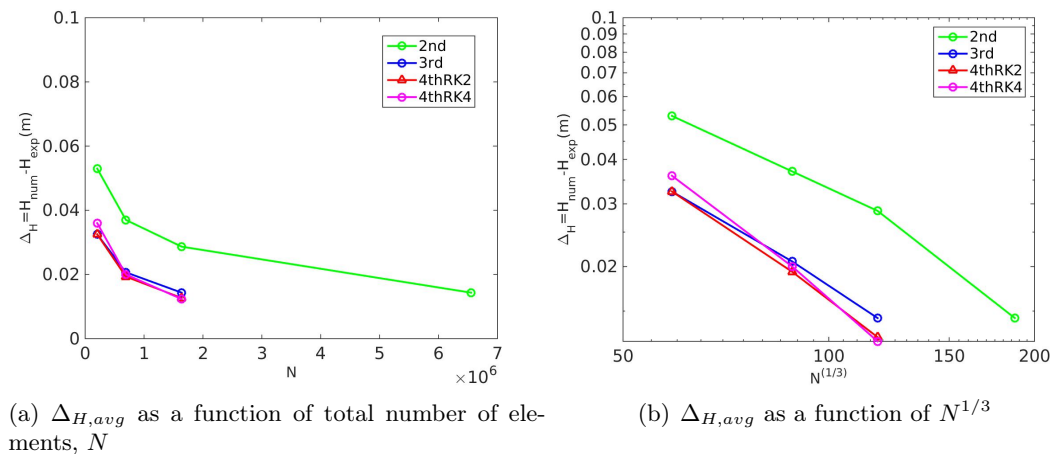 0.1
0.08
0.06
0.04
0.02
0
Δ_H=H_num-H_exp(m)
0 1 2 3 4 5 6 7
N
×10^6
2nd
3rd
4thRK2
4thRK4
(a) Δ_{H,avg} as a function of total number of ele-
ments, N
0.1
0.09
0.08
0.07
0.06
0.05
0.04
0.03
0.02
Δ_H=H_num-H_exp(m)
50 100 150 200
N^(1/3)
2nd
3rd
4thRK2
4thRK4
(b) Δ_{H,avg} as a function of N^{1/3}